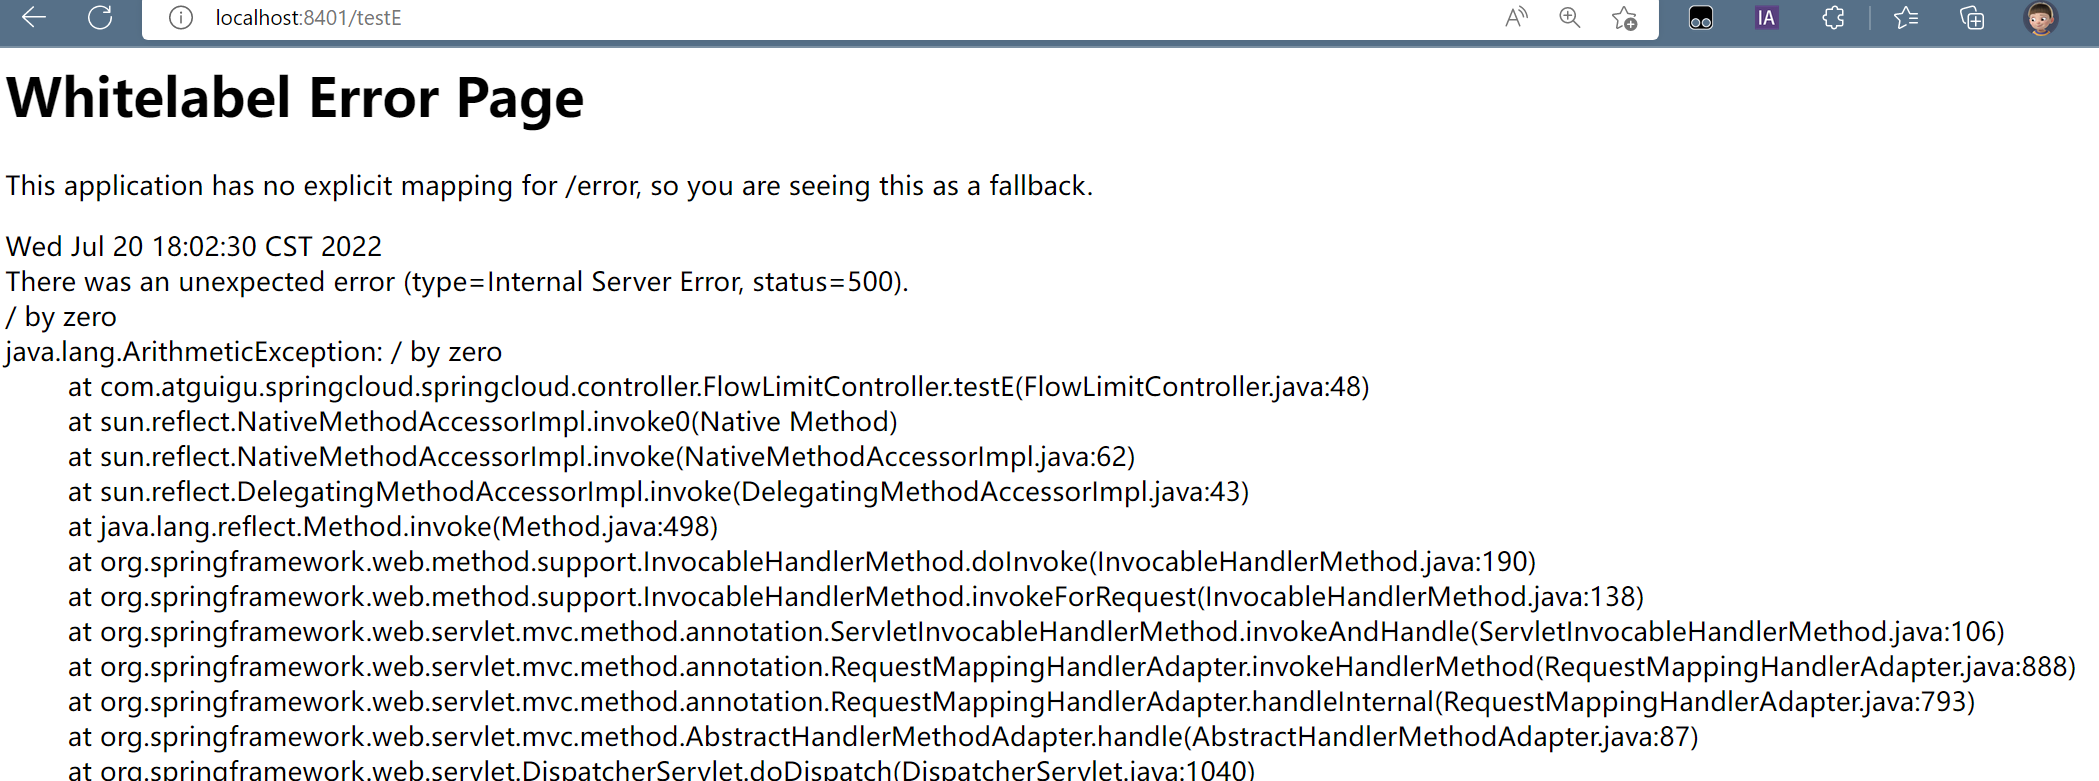 localhost:8401/testE
IA
Whitelabel Error Page
This application has no explicit mapping for /error, so you are seeing this as a fallback.
Wed Jul 20 18:02:30 CST 2022
There was an unexpected error (type=Internal Server Error, status=500).
/ by zero
java.lang.ArithmeticException: / by zero
at com.atguigu.springcloud.springcloud.controller.FlowLimitController.testE(FlowLimitController.java:48)
at sun.reflect.NativeMethodAccessorImpl.invoke0(Native Method)
at sun.reflect.NativeMethodAccessorImpl.invoke(NativeMethodAccessorImpl.java:62)
at sun.reflect.DelegatingMethodAccessorImpl.invoke(DelegatingMethodAccessorImpl.java:43)
at java.lang.reflect.Method.invoke(Method.java:498)
at org.springframework.web.method.support.InvocableHandlerMethod.doInvoke(InvocableHandlerMethod.java:190)
at org.springframework.web.method.support.InvocableHandlerMethod.invokeForRequest(InvocableHandlerMethod.java:138)
at org.springframework.web.servlet.mvc.method.annotation.ServletInvocableHandlerMethod.invokeAndHandle(ServletInvocableHandlerMethod.java:106)
at org.springframework.web.servlet.mvc.method.annotation.RequestMappingHandlerAdapter.invokeHandlerMethod(RequestMappingHandlerAdapter.java:888)
at org.springframework.web.servlet.mvc.method.annotation.RequestMappingHandlerAdapter.handleInternal(RequestMappingHandlerAdapter.java:793)
at org.springframework.web.servlet.mvc.method.AbstractHandlerMethodAdapter.handle(AbstractHandlerMethodAdapter.java:87)
at org.springframework.web.servlet.DispatcherServlet.doDispatch(DispatcherServlet.java:1040)